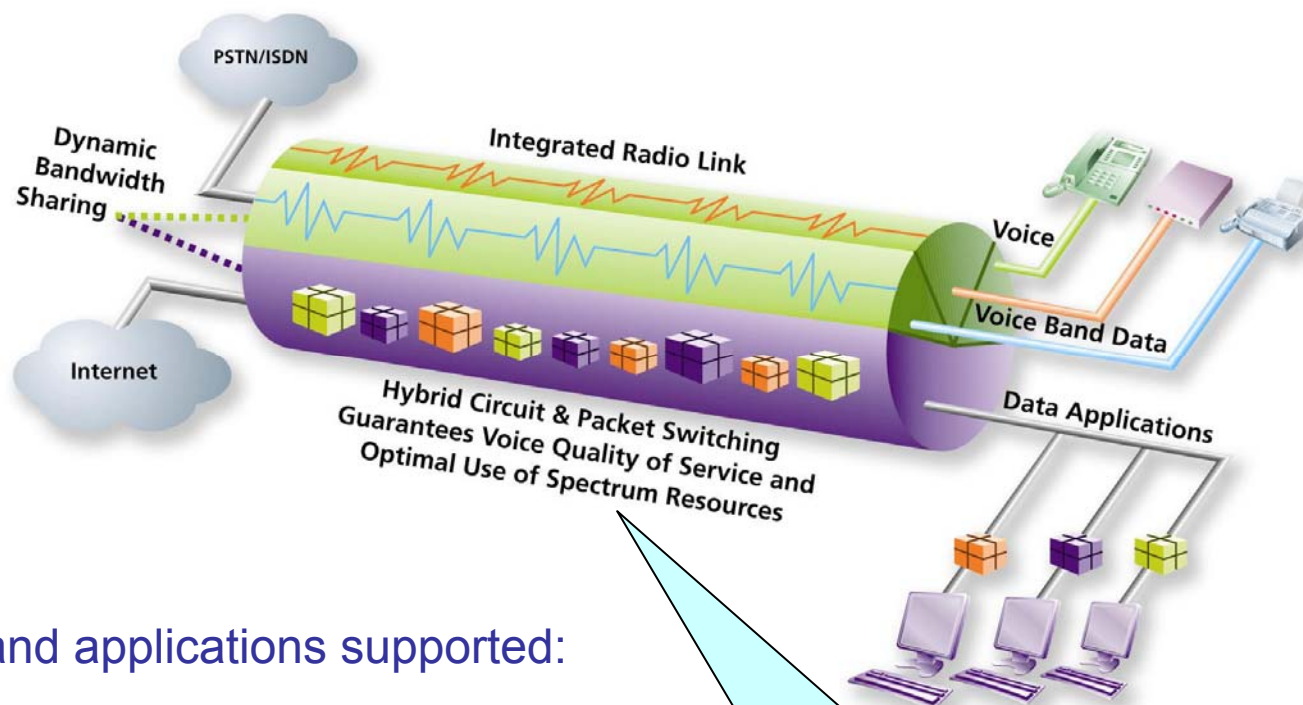 PSTN/ISDN
Dynamic
Bandwidth
Sharing
Integrated Radio Link
Voice
Voice Band Data
Internet
Data Applications
Hybrid Circuit & Packet Switching
Guarantees Voice Quality of Service and
Optimal Use of Spectrum Resources
and applications supported: